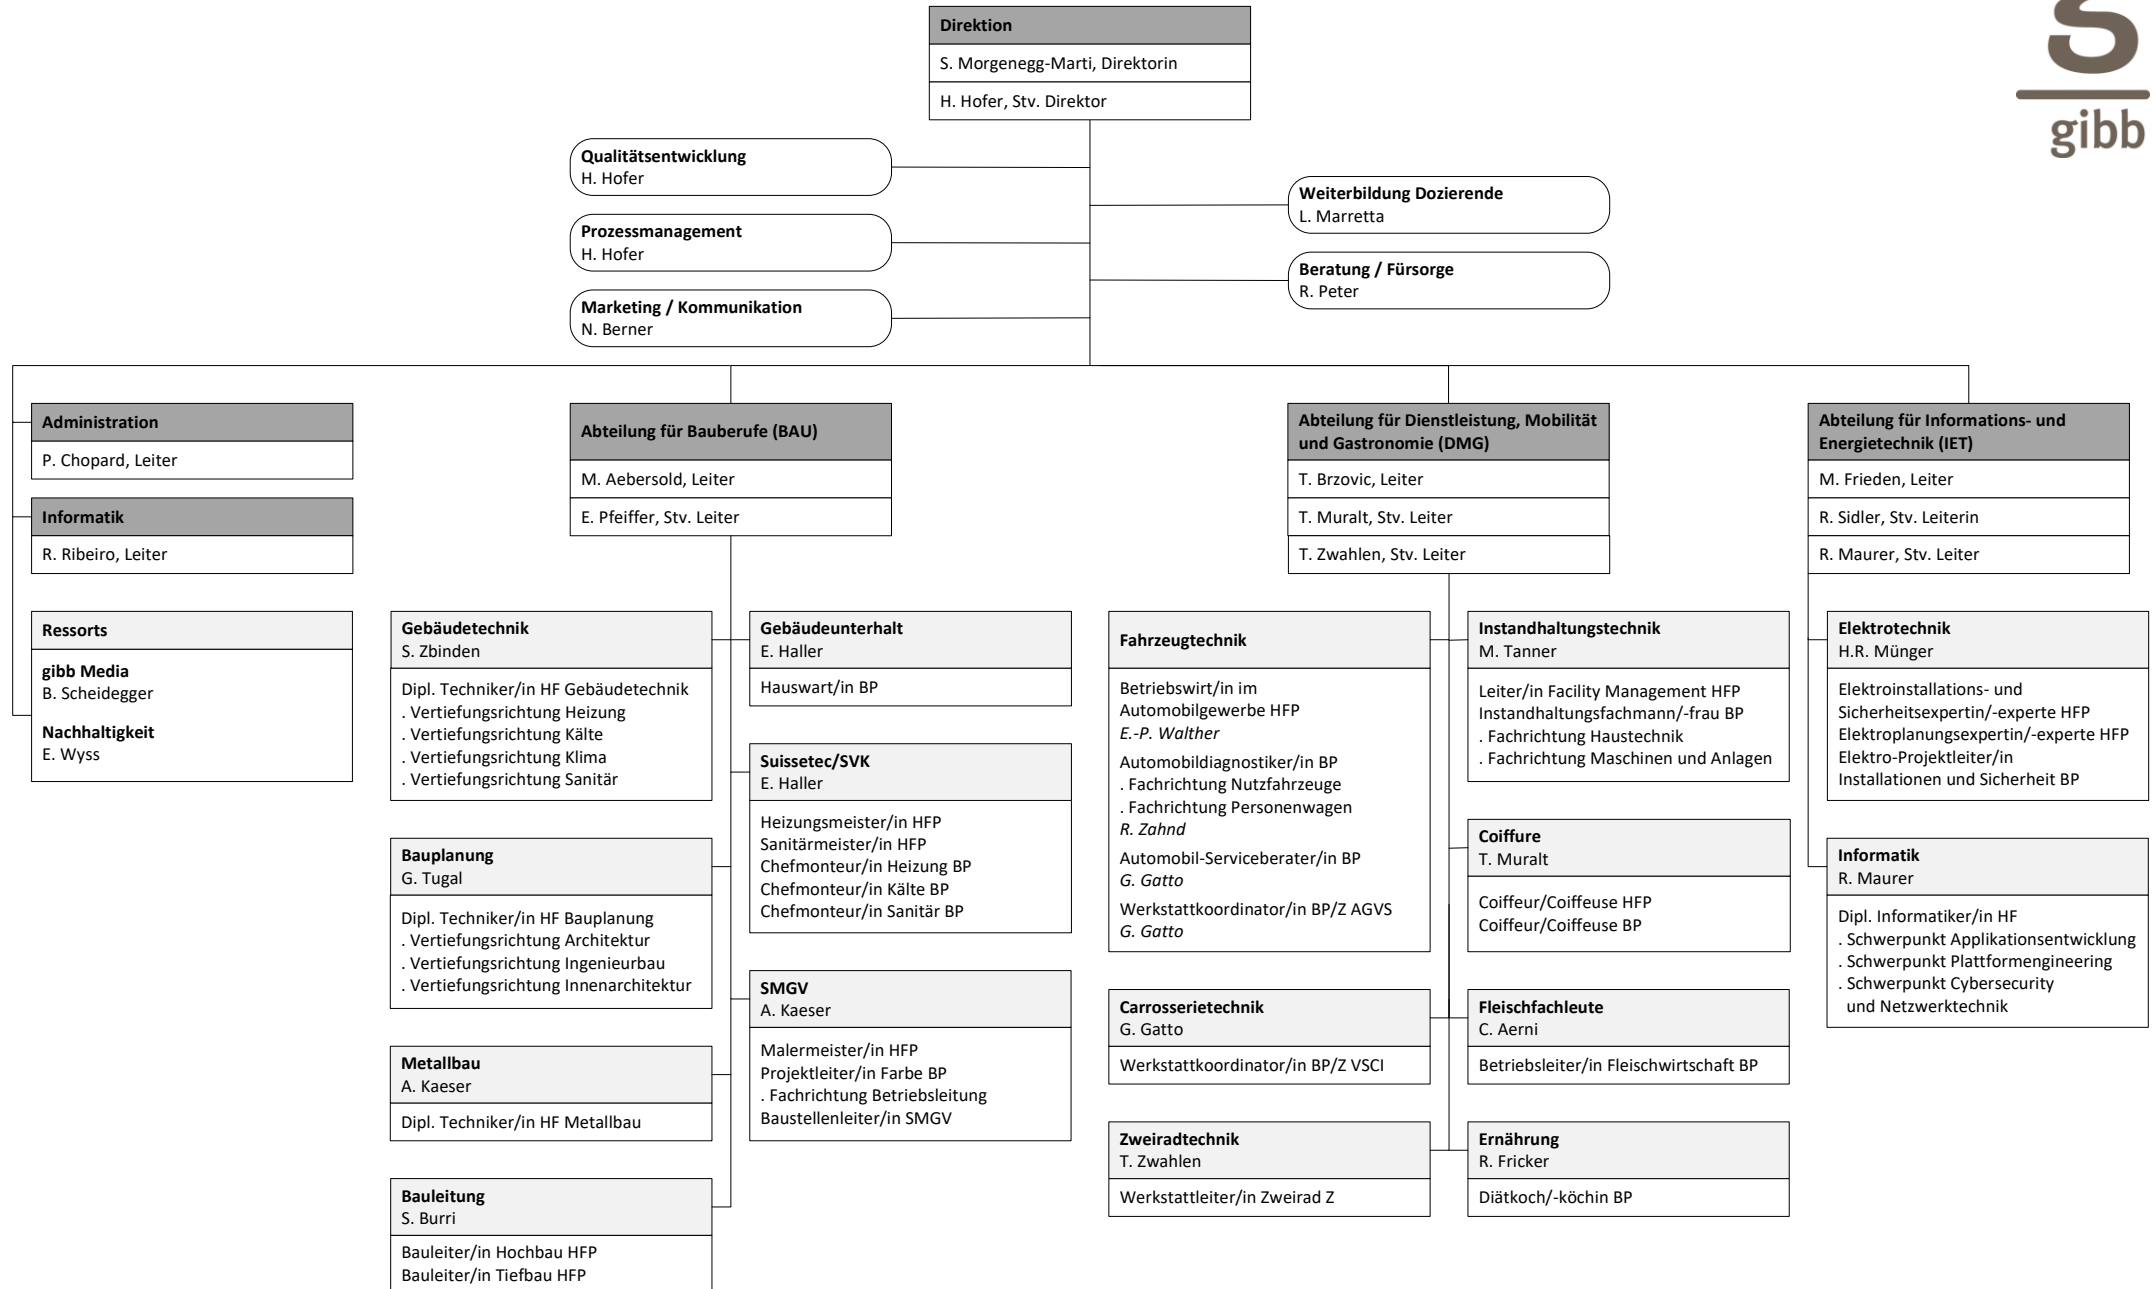 Direktion
S. Morgenegg-Marti, Direktorin
H. Hofer, Stv. Direktor
gibb
Qualitätsentwicklung
H. Hofer
Weiterbildung Dozierende
L. Marretta
Prozessmanagement
H. Hofer
Beratung / Fürsorge
R. Peter
Marketing / Kommunikation
N. Berner
Administration
P. Chopard, Leiter
Informatik
R. Ribeiro, Leiter
Ressorts
gibb Media
B. Scheidegger
Nachhaltigkeit
E. Wyss
Abteilung für Bauberufe (BAU)
M. Aebersold, Leiter
E. Pfeiffer, Stv. Leiter
Gebäudetechnik
S. Zbinden
Dipl. Techniker/in HF Gebäudetechnik
. Vertiefungsrichtung Heizung
. Vertiefungsrichtung Kälte
. Vertiefungsrichtung Klima
. Vertiefungsrichtung Sanitär
Bauplanung
G. Tugal
Dipl. Techniker/in HF Bauplanung
. Vertiefungsrichtung Architektur
. Vertiefungsrichtung Ingenieurbau
. Vertiefungsrichtung Innenarchitektur
Metallbau
A. Kaeser
Dipl. Techniker/in HF Metallbau
Bauleitung
S. Burri
Bauleiter/in Hochbau HFP
Bauleiter/in Tiefbau HFP
Gebäudeunterhalt
E. Haller
Hauswart/in BP
Suissetec/SVK
E. Haller
Heizungsmeister/in HFP
Sanitärmeister/in HFP
Chefmonteur/in Heizung BP
Chefmonteur/in Kälte BP
Chefmonteur/in Sanitär BP
SMGV
A. Kaeser
Malermeister/in HFP
Projektleiter/in Farbe BP
. Fachrichtung Betriebsleitung
Baustellenleiter/in SMGV
Abteilung für Dienstleistung, Mobilität
und Gastronomie (DMG)
T. Brzovic, Leiter
T. Muralt, Stv. Leiter
T. Zwahlen, Stv. Leiter
Fahrzeugtechnik
Betriebswirt/in im
Automobilgewerbe HFP
E.-P. Walther
Automobildiagnostiker/in BP
. Fachrichtung Nutzfahrzeuge
. Fachrichtung Personenwagen
R. Zahnd
Automobil-Serviceberater/in BP
G. Gatto
Werkstattkoordinator/in BP/Z AGVS
G. Gatto
Carrosserietechnik
G. Gatto
Werkstattkoordinator/in BP/Z VSCI
Zweiradtechnik
T. Zwahlen
Werkstattleiter/in Zweirad Z
Instandhaltungstechnik
M. Tanner
Leiter/in Facility Management HFP
Instandhaltungsfachmann/-frau BP
. Fachrichtung Haustechnik
. Fachrichtung Maschinen und Anlagen
Coiffure
T. Muralt
Coiffeur/Coiffeuse HFP
Coiffeur/Coiffeuse BP
Fleischfachleute
C. Aerni
Betriebsleiter/in Fleischwirtschaft BP
Ernährung
R. Fricker
Diätkoch/-köchin BP
Abteilung für Informations- und
Energietechnik (IET)
M. Frieden, Leiter
R. Sidler, Stv. Leiterin
R. Maurer, Stv. Leiter
Elektrotechnik
H.R. Münger
Elektroinstallations- und
Sicherheitsexpertin/-experte HFP
Elektroplanungsexpertin/-experte HFP
Elektro-Projektleiter/in
Installationen und Sicherheit BP
Informatik
R. Maurer
Dipl. Informatiker/in HF
. Schwerpunkt Applikationsentwicklung
. Schwerpunkt Plattformengineering
. Schwerpunkt Cybersecurity
und Netzwerktechnik